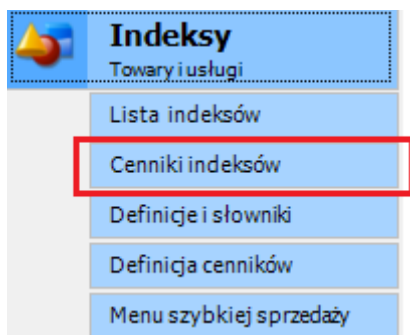 Indeksy
Towary i usługi
Lista indeksów
Cenniki indeksów
Definicje i słowniki
Definicja cenników
Menu szybkiej sprzedaży